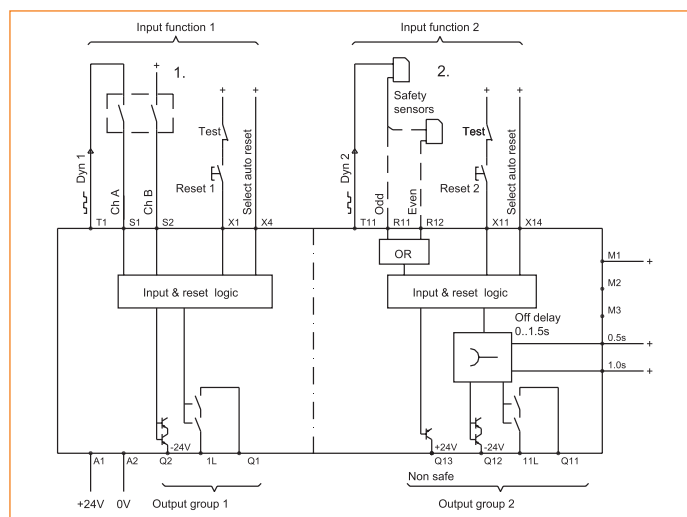 Input function 1
Input function 2
+
1.
2.
Safety
sensors
+
+
+
+
Test
Test
Select auto reset
Select auto reset
Dyn 1
Dyn 2
Reset 1
Reset 2
Ch A
Ch B
Odd
Even
T1
S1
S2
X1
X4
T11
R11
R12
X11
X14
OR
M1
+
Input & reset logic
Input & reset logic
M2
M3
Off delay
0..1.5s
0.5s
+
1.0s
+
-24V
+24V
-24V
A1
A2
Q2
1L
Q1
Q13
Q12
11L
Q11
Non safe
+24V
0V
Output group 1
Output group 2